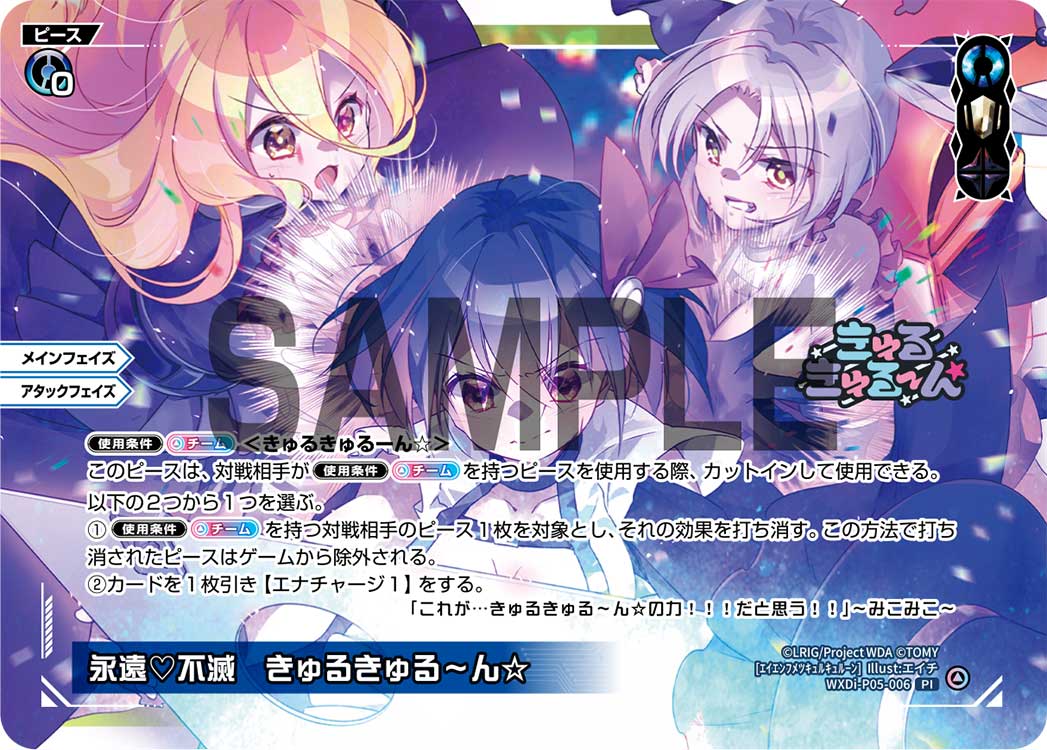 ピース
0
きゅる
きゅる~ん
メインフェイズ
アタックフェイズ
SAMPLE
使用条件 チーム <きゅるきゅるーん☆>
このピースは、対戦相手が 使用条件 チーム を持つピースを使用する際、カットインして使用できる。
以下の2つから1つを選ぶ。
① 使用条件 チーム を持つ対戦相手のピース1枚を対象とし、それの効果を打ち消す。この方法で打ち
消されたピースはゲームから除外される。
②カードを1枚引き【エナチャージ1】をする。
「これが…きゅるきゅる~ん☆の力!!!だと思う!!」~みこみこ~
永遠♡不滅 きゅるきゅる~ん☆
©LRIG/Project WDA ©TOMY
[エイエンフメツキュルキュルーン] Illust:エイチ
WXDi-P05-006 PI